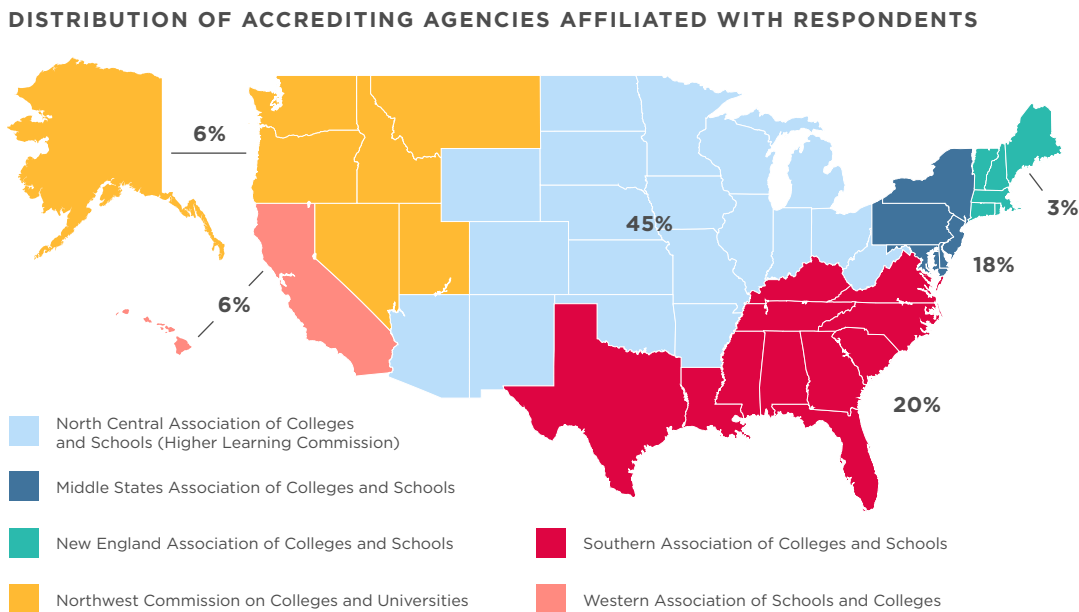 DISTRIBUTION OF ACCREDITING AGENCIES AFFILIATED WITH RESPONDENTS
6%
45%
3%
18%
6%
20%
North Central Association of Colleges
and Schools (Higher Learning Commission)
Middle States Association of Colleges and Schools
New England Association of Colleges and Schools
Southern Association of Colleges and Schools
Northwest Commission on Colleges and Universities
Western Association of Schools and Colleges